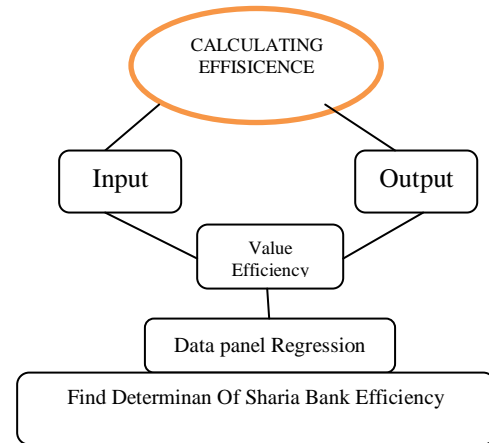 CALCULATING
EFFISICENCE
Input
Output
Value
Efficiency
Data panel Regression
Find Determinan Of Sharia Bank Efficiency